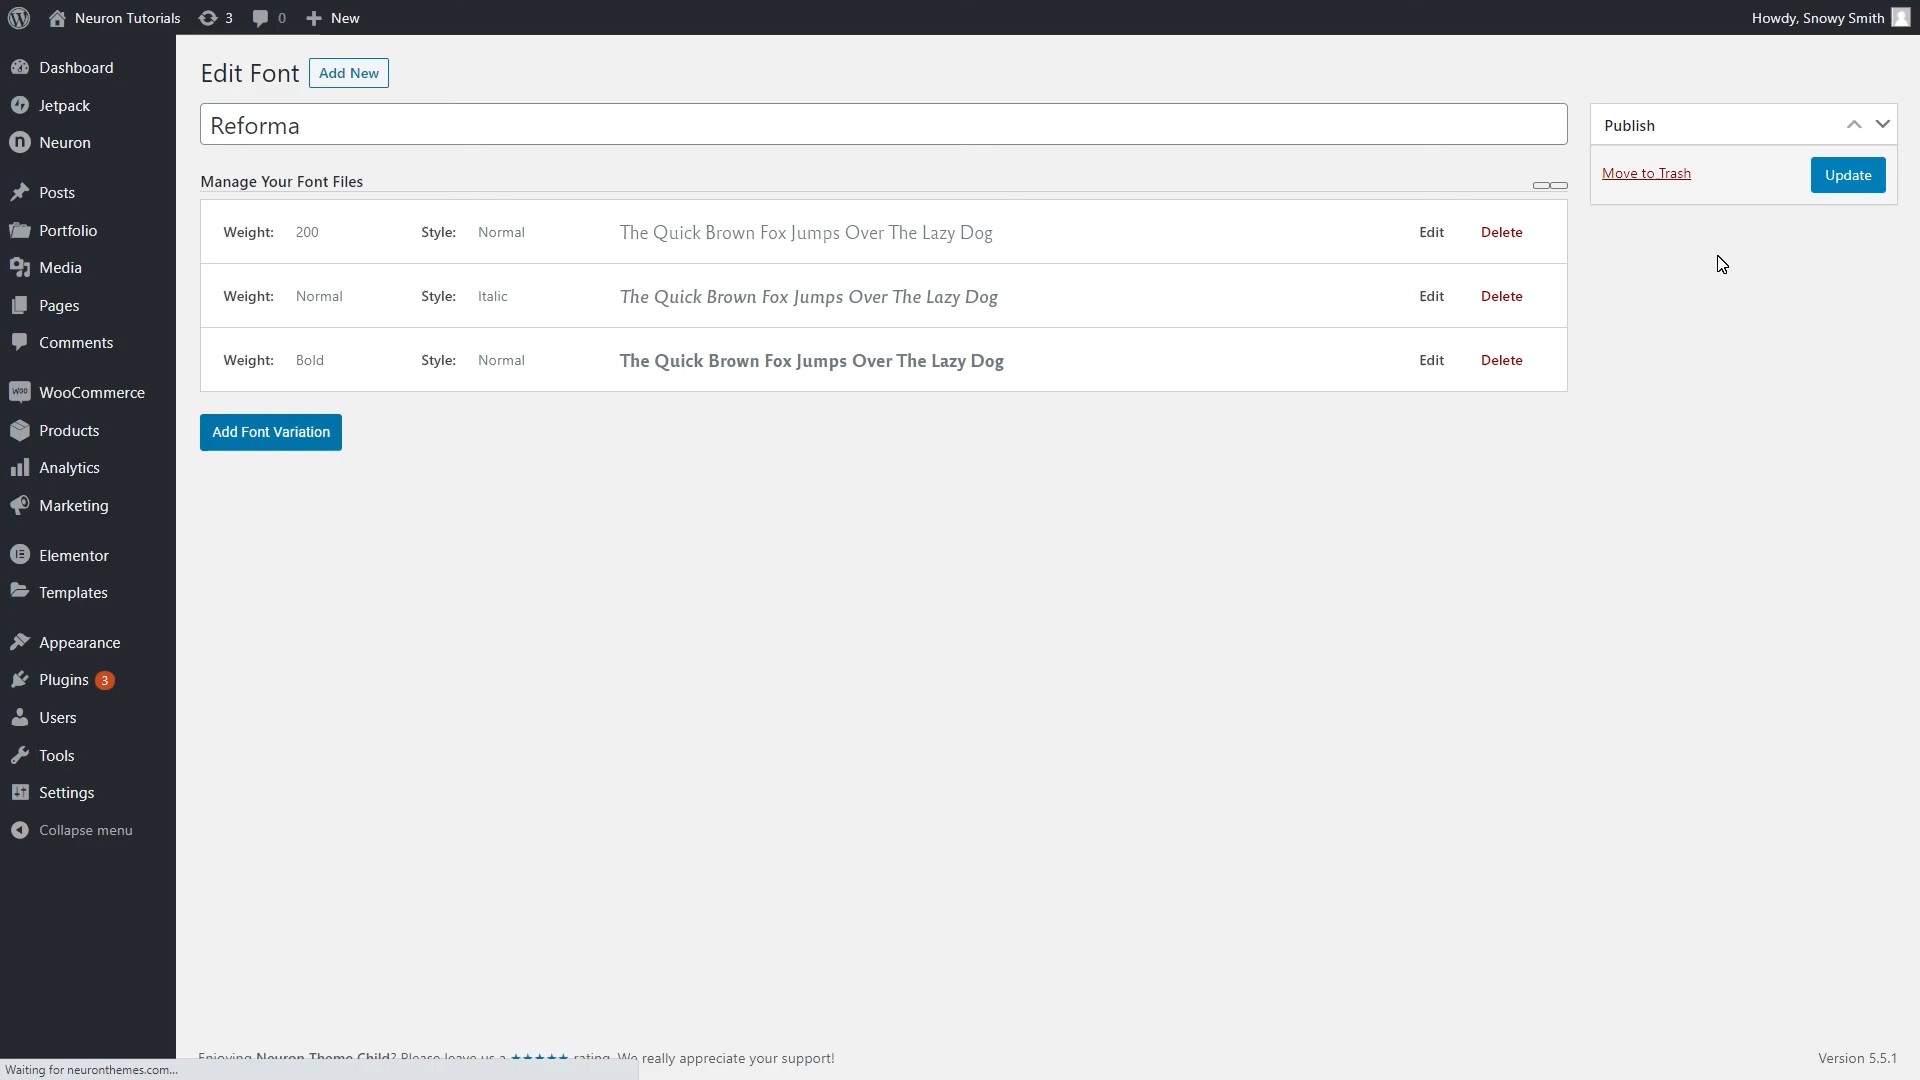 Neuron Tutorials 3 0 New Howdy, Snowy Smith
Dashboard
Jetpack
Neuron
Posts
Portfolio
Media
Pages
Comments
WooCommerce
Products
Analytics
Marketing
Elementor
Templates
Appearance
Plugins 3
Users
Tools
Settings
Collapse menu
Edit Font Add New
Reforma
Manage Your Font Files
Weight: 200 Style: Normal The Quick Brown Fox Jumps Over The Lazy Dog Edit Delete
Weight: Normal Style: Italic The Quick Brown Fox Jumps Over The Lazy Dog Edit Delete
Weight: Bold Style: Normal The Quick Brown Fox Jumps Over The Lazy Dog Edit Delete
Add Font Variation
Publish
Move to Trash Update
Enjoying Neuron Theme Child? Please leave us a ★★★★★ rating. We really appreciate your support! Version 5.5.1
Waiting for neuronthemes.com...